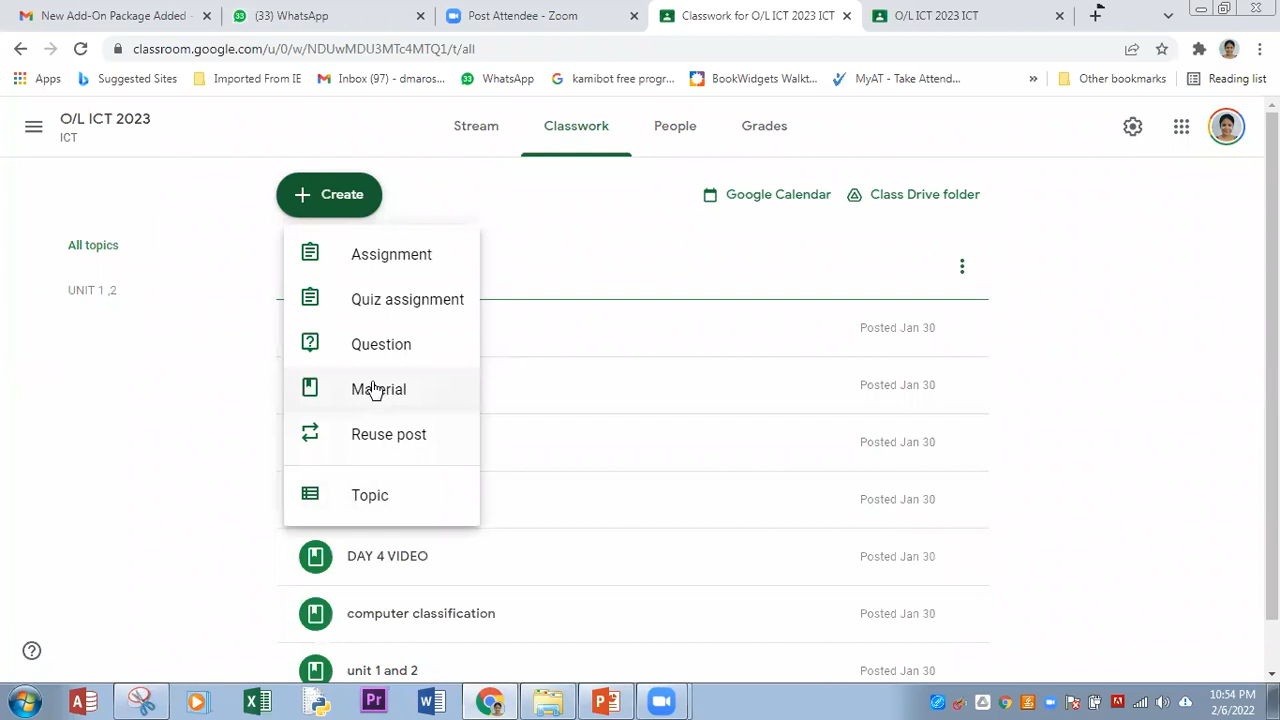 New Add-On Package Added
(33) WhatsApp
Post Attendee - Zoom
Classwork for O/L ICT 2023 ICT
O/L ICT 2023 ICT
classroom.google.com/u/0/w/NDUwMDU3MTc4MTQ1/t/all
Apps
Suggested Sites
Imported From IE
Inbox (97) - dmaros...
33
WhatsApp
kamibot free progr...
BookWidgets Walkt...
MyAT - Take Attend...
»
Other bookmarks
Reading list
O/L ICT 2023
ICT
Stream
Classwork
People
Grades
Create
Google Calendar
Class Drive folder
All topics
UNIT 1 ,2
Assignment
Quiz assignment
Question
Material
Reuse post
Topic
Posted Jan 30
Posted Jan 30
Posted Jan 30
Posted Jan 30
DAY 4 VIDEO
Posted Jan 30
computer classification
Posted Jan 30
unit 1 and 2
Posted Jan 30
10:54 PM
2/6/2022